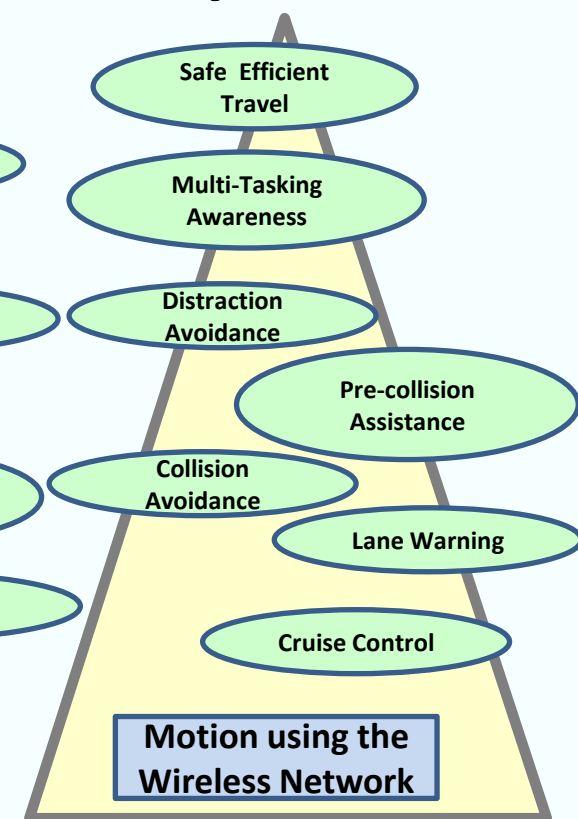 Safe Efficient
Travel
Multi-Tasking
Awareness
Distraction
Avoidance
Pre-collision
Assistance
Collision
Avoidance
Lane Warning
Cruise Control
Motion using the
Wireless Network